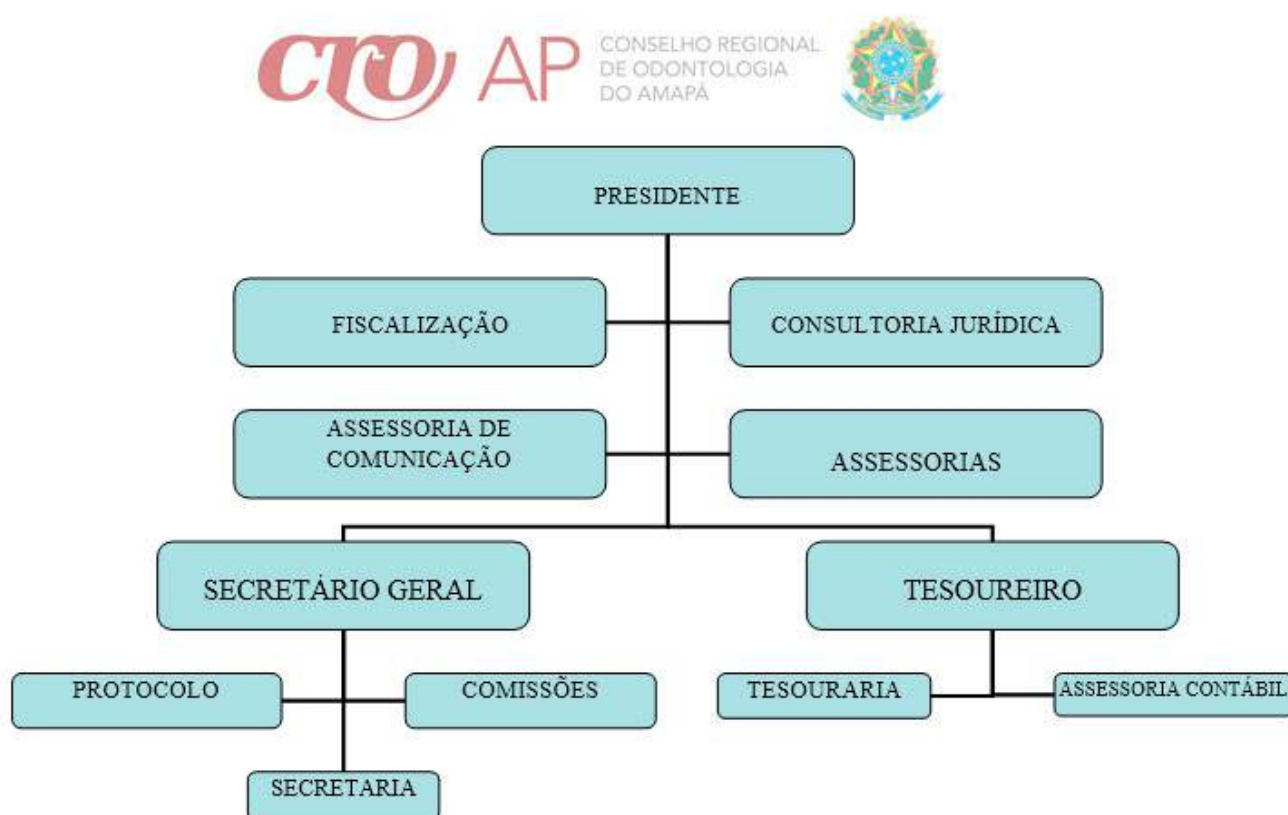 CRO AP
CONSELHO REGIONAL
DE ODONTOLOGIA
DO AMAPÁ
PRESIDENTE
FISCALIZAÇÃO
CONSULTORIA JURÍDICA
ASSESSORIA DE
COMUNICAÇÃO
ASSESSORIAS
SECRETÁRIO GERAL
TESOUREIRO
PROTOCOLO
COMISSÕES
TESOURARIA
ASSESSORIA CONTÁBIL
SECRETARIA